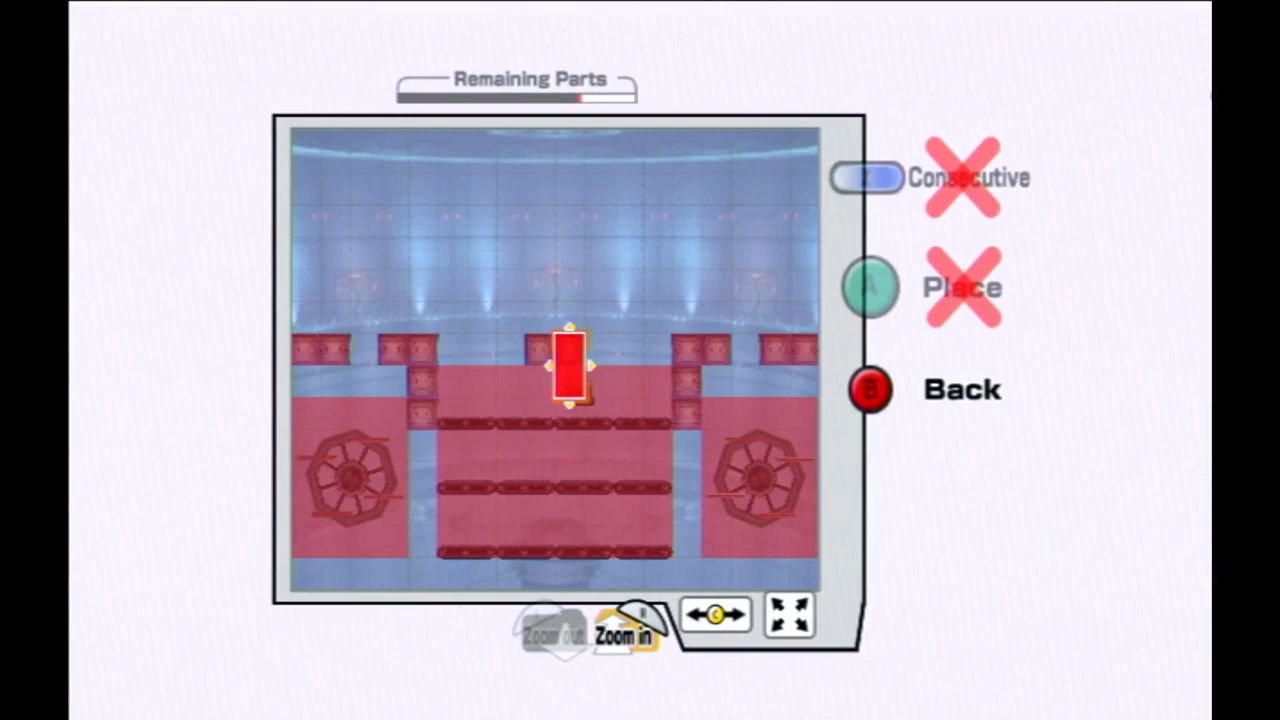 Remaining Parts
Z Consecutive
A Place
B Back
Zoom out Zoom in
C